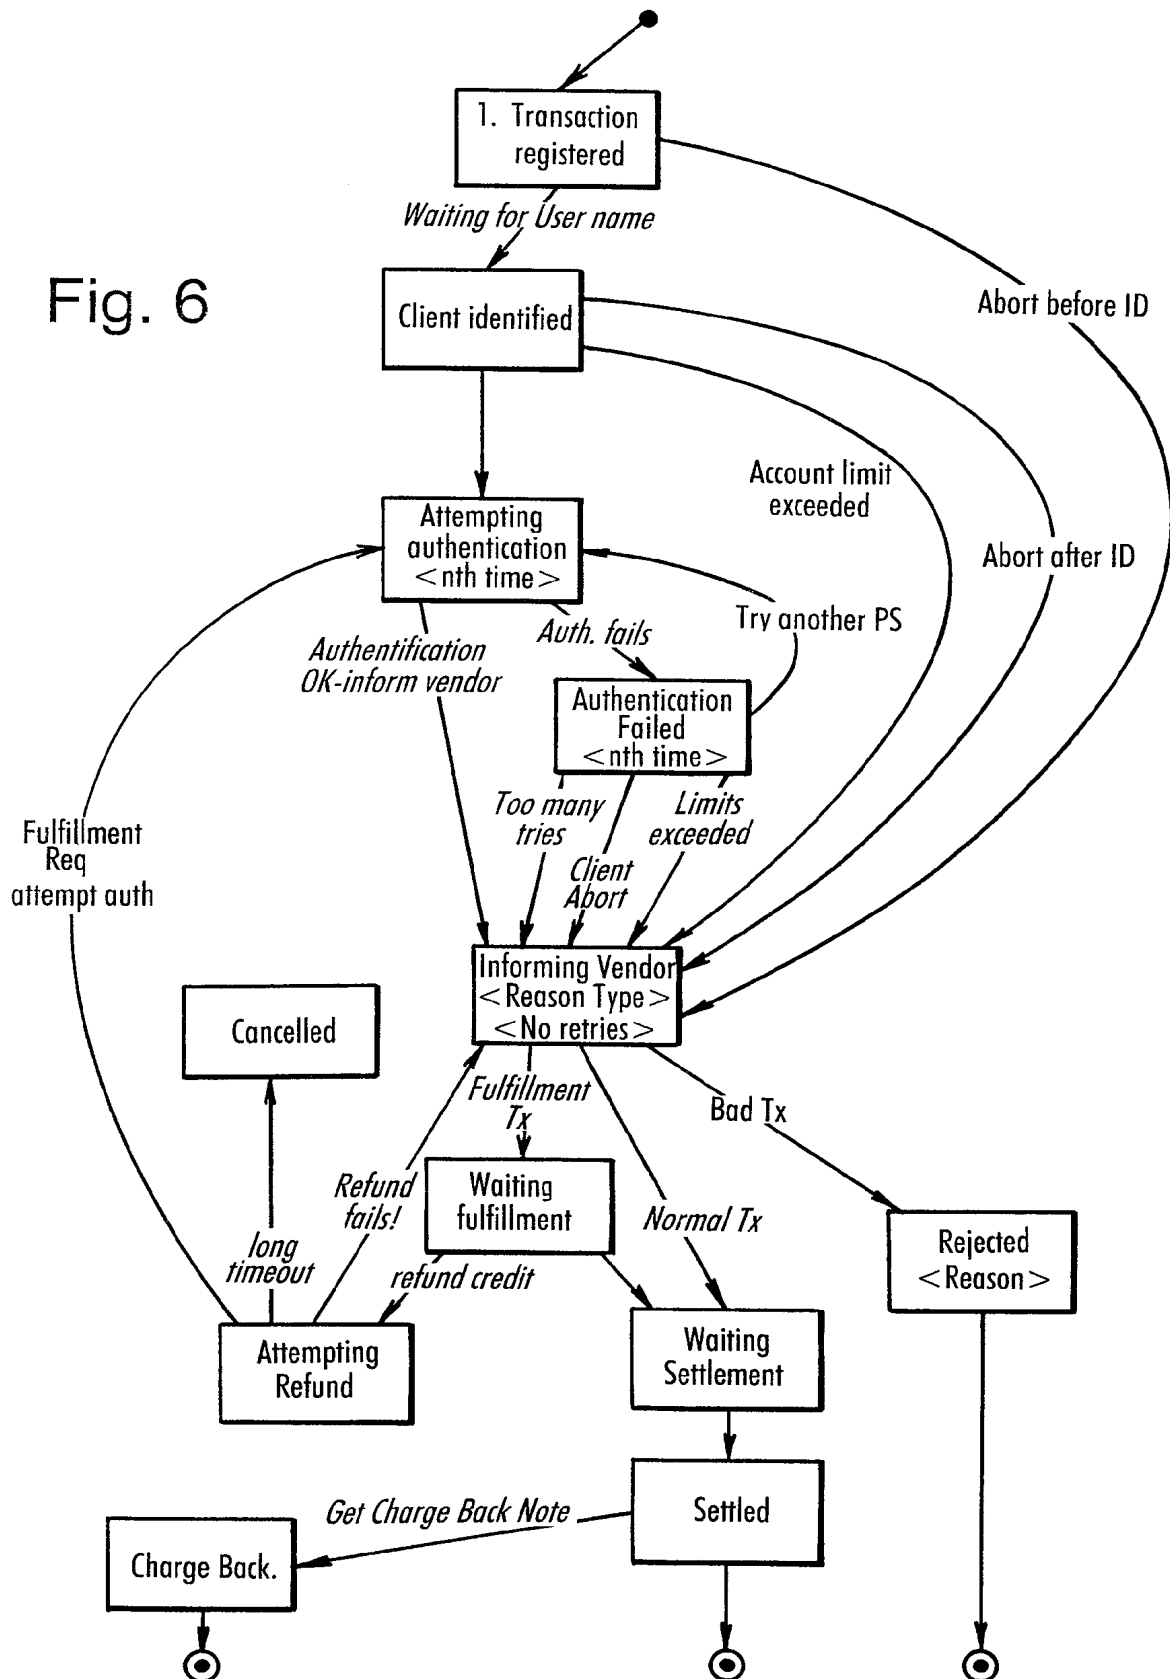 1. Transaction
registered
Waiting for User name
Fig. 6
Client identified
Abort before ID
Account limit
exceeded
Attempting
authentication
<nth time>
Abort after ID
Try another PS
Auth. fails
Authentification
OK-inform vendor
Authentication
Failed
<nth time>
Too many
tries
Limits
exceeded
Client
Abort
Fulfillment
Req
attempt auth
Informing Vendor
<Reason Type>
<No retries>
Cancelled
Fulfillment
Tx
Bad Tx
Refund
fails!
Waiting
fulfillment
Normal Tx
Rejected
<Reason>
long
timeout
refund credit
Attempting
Refund
Waiting
Settlement
Get Charge Back Note
Settled
Charge Back.